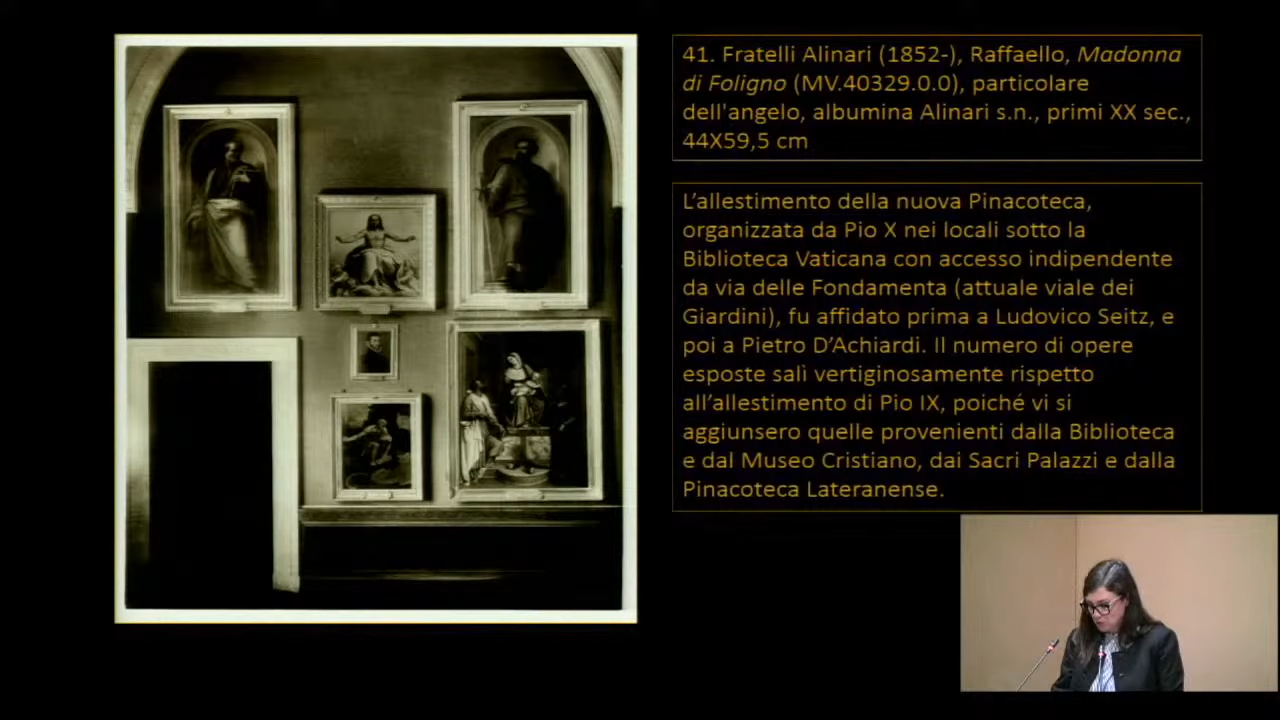 41. Fratelli Alinari (1852-), Raffaello, Madonna
di Foligno (MV.40329.0.0), particolare
dell'angelo, albumina Alinari s.n., primi XX sec.,
44X59,5 cm
L’allestimento della nuova Pinacoteca,
organizzata da Pio X nei locali sotto la
Biblioteca Vaticana con accesso indipendente
da via delle Fondamenta (attuale viale dei
Giardini), fu affidato prima a Ludovico Seitz, e
poi a Pietro D’Achiardi. Il numero di opere
esposte salì vertiginosamente rispetto
all’allestimento di Pio IX, poiché vi si
aggiunsero quelle provenienti dalla Biblioteca
e dal Museo Cristiano, dai Sacri Palazzi e dalla
Pinacoteca Lateranense.